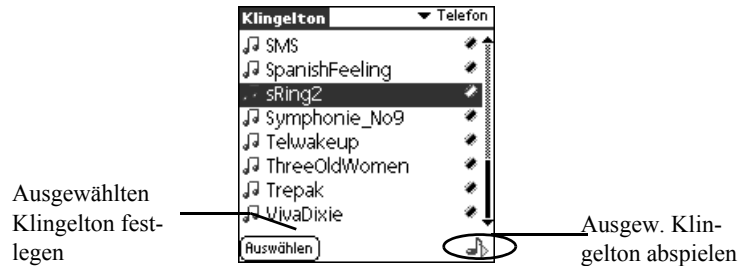 Klingelton
Telefon
SMS
SpanishFeeling
sRing2
Symphonie_No9
Telwakeup
ThreeOldWomen
Trepak
VivaDixie
Auswählen
Ausgewählten
Klingelton fest-
legen
Ausgew. Klin-
gelton abspielen